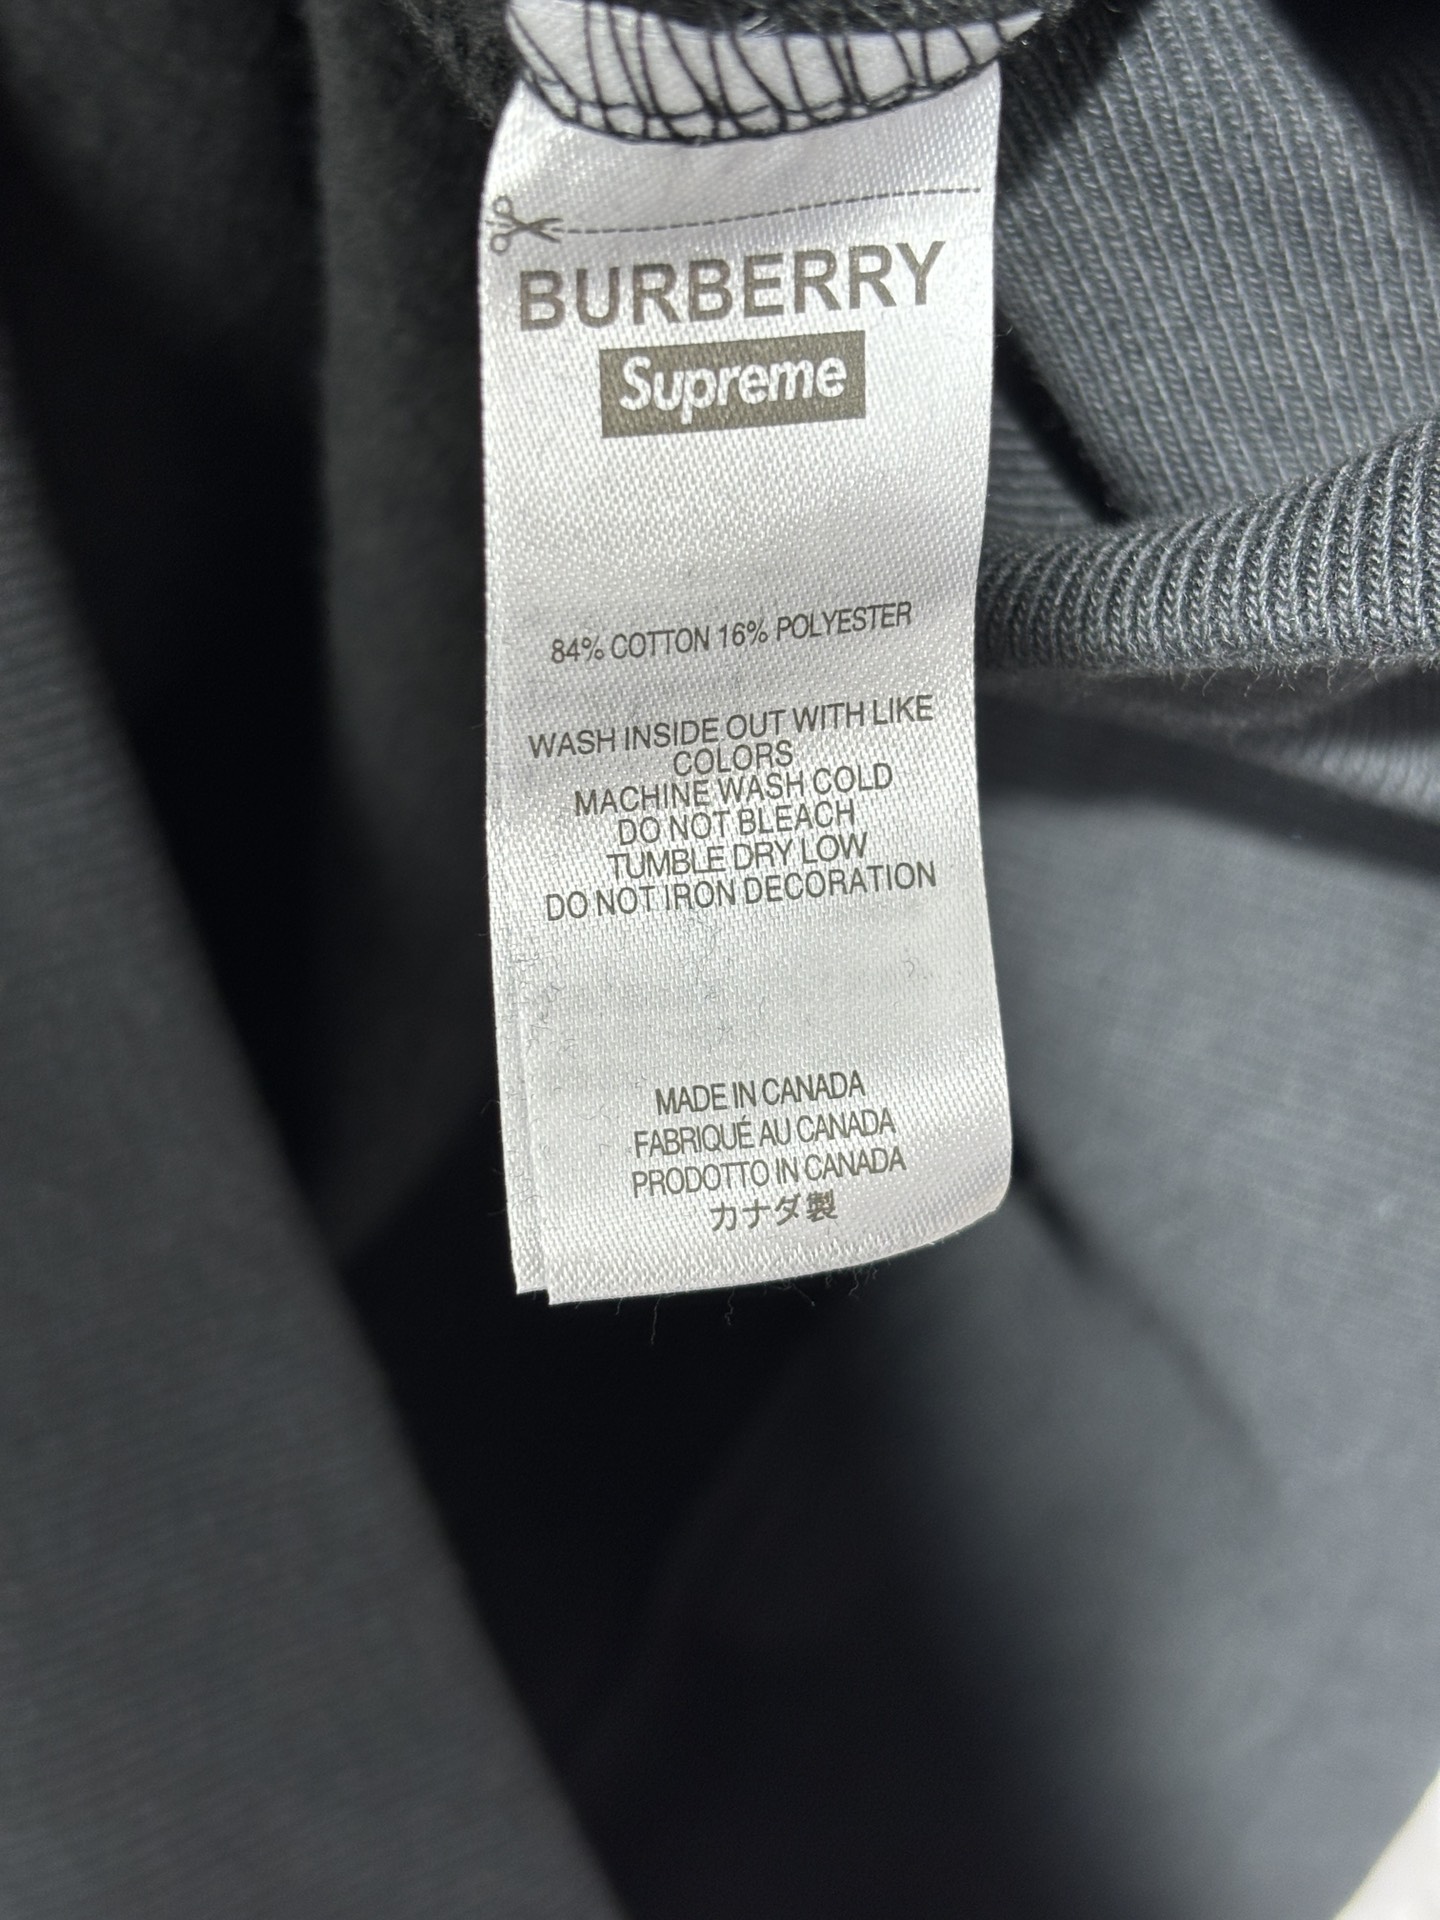 BURBERRY
Supreme
84% COTTON 16% POLYESTER
WASH INSIDE OUT WITH LIKE
COLORS
MACHINE WASH COLD
DO NOT BLEACH
TUMBLE DRY LOW
DO NOT IRON DECORATION
MADE IN CANADA
FABRIQUÉ AU CANADA
PRODOTTO IN CANADA
カナダ製